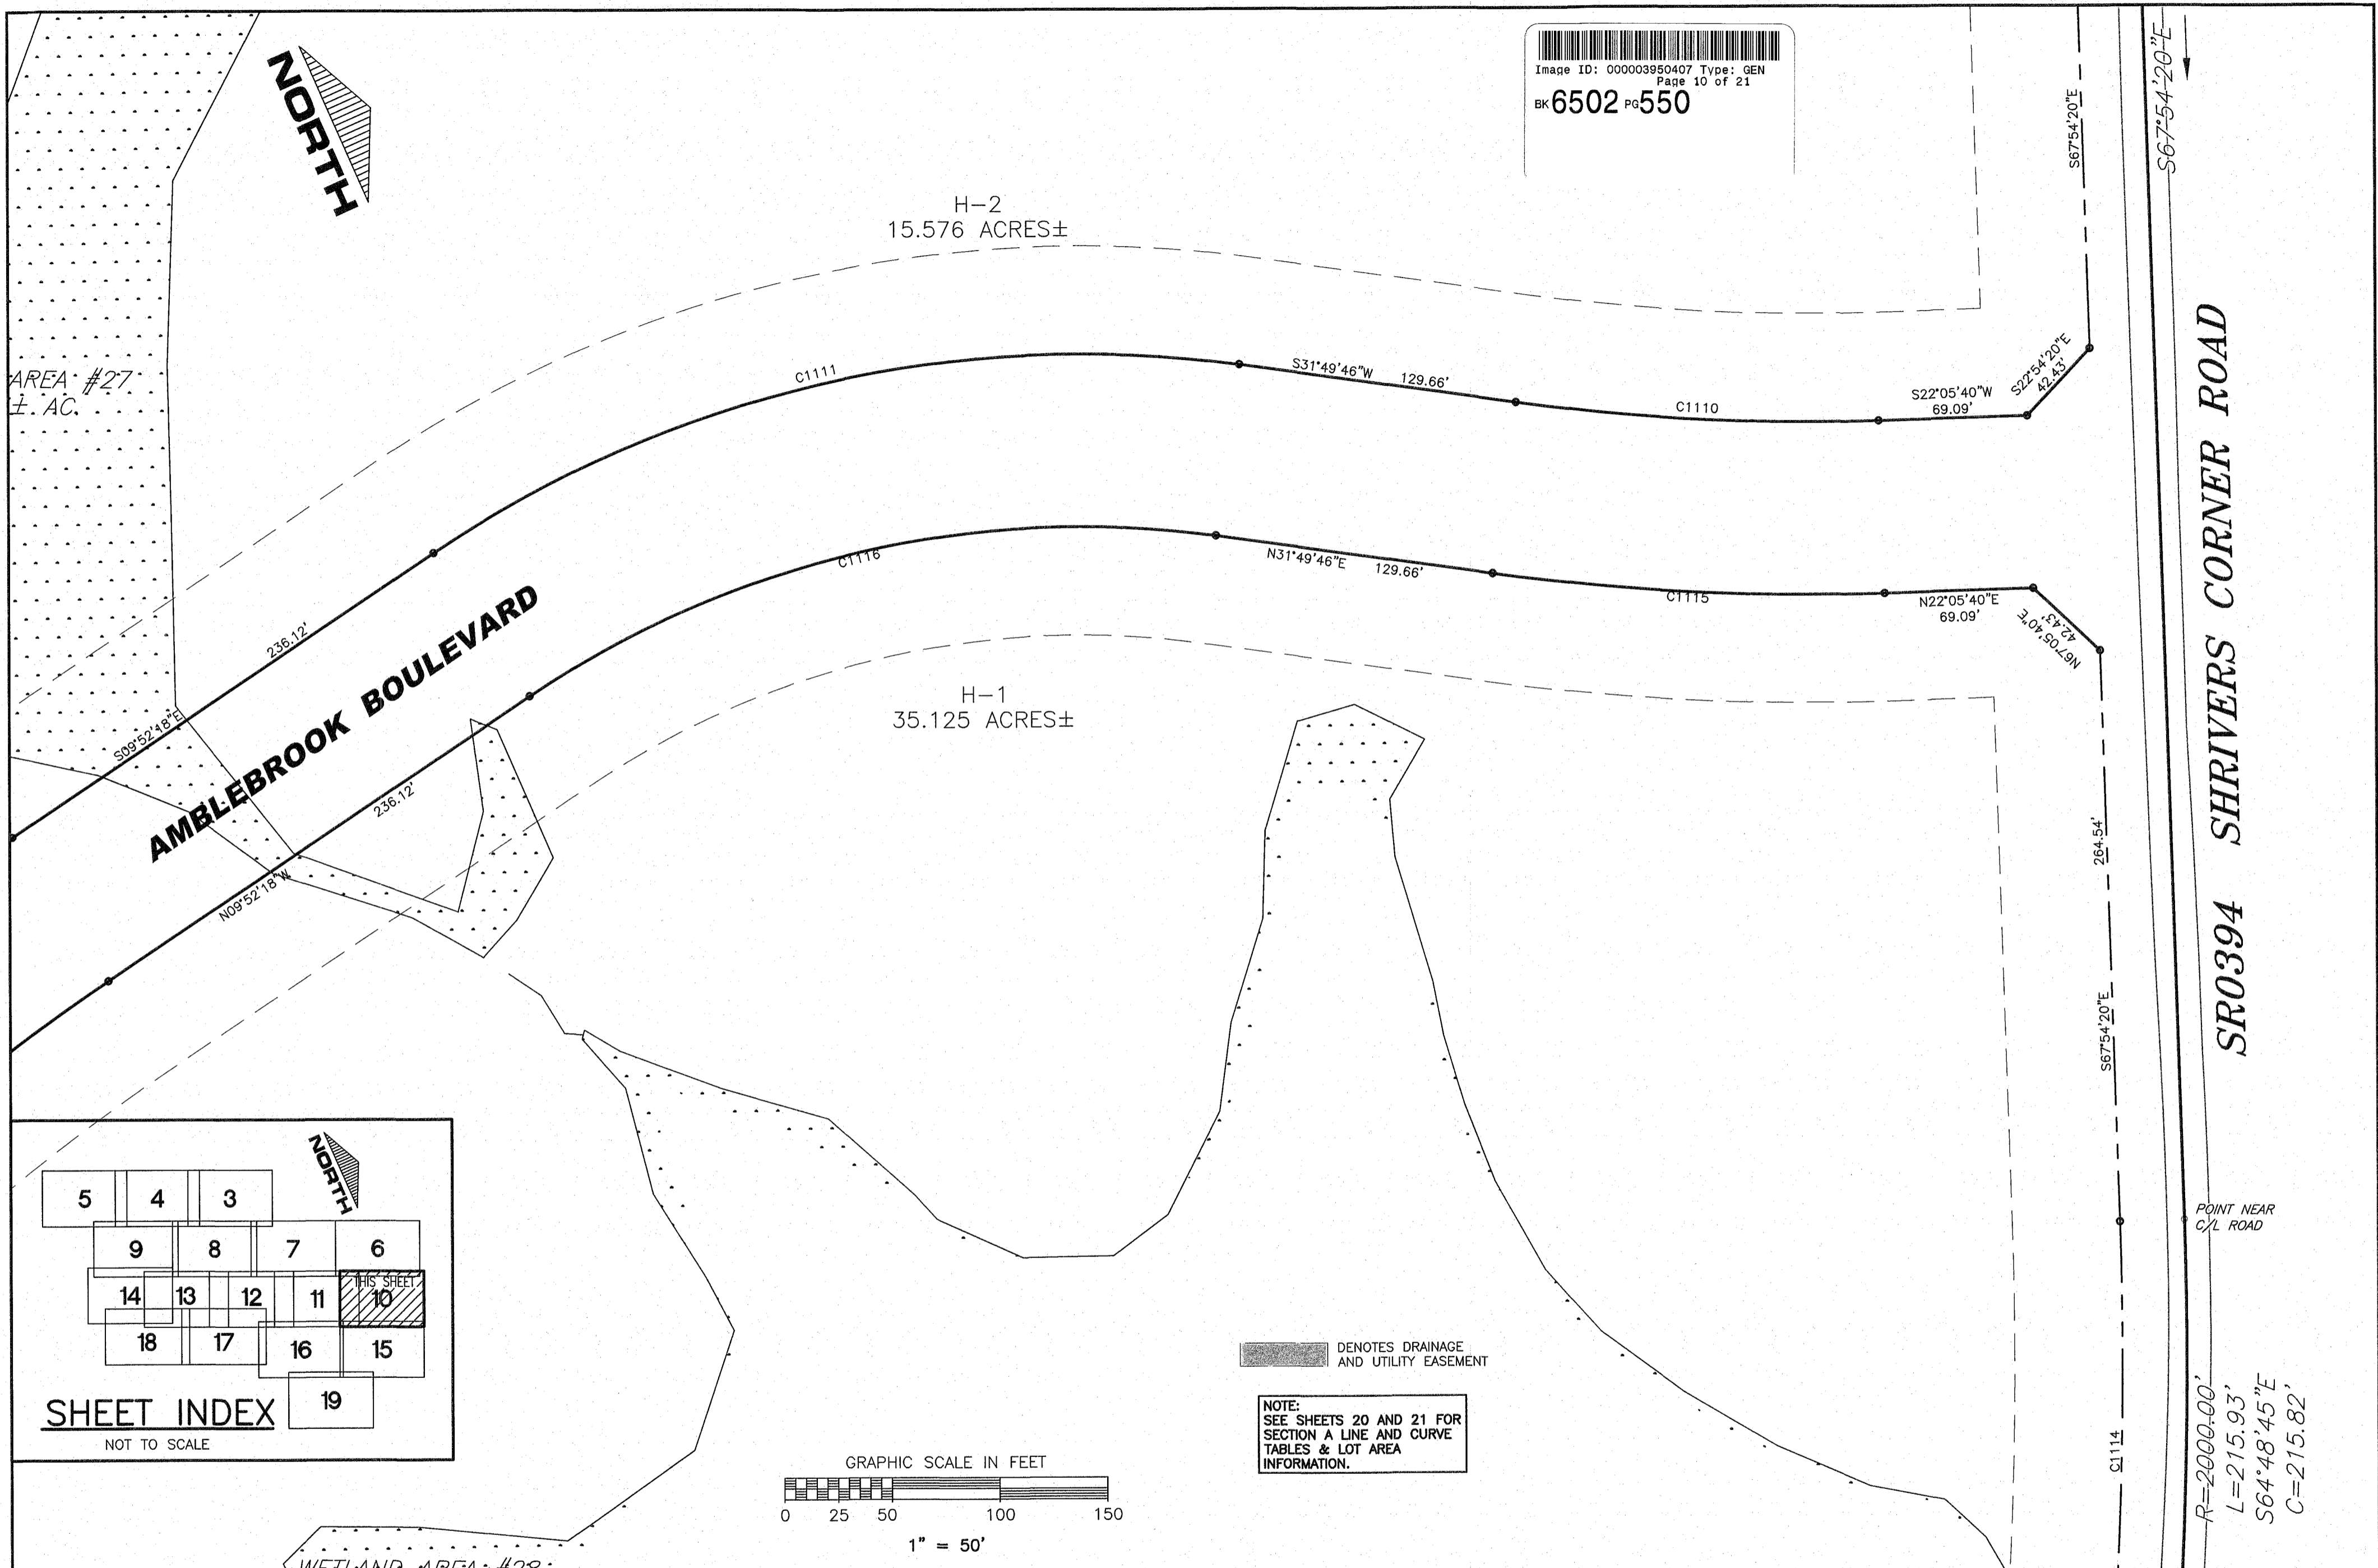 NORTH
Image ID: 000003950407 Type: GEN
Page 10 of 21
BK 6502 PG 550
S67°54'20"E
S67°54'20"E
H-2
15.576 ACRES±
AREA #27
±. AC.
C1111
S31°49'46"W 129.66'
C1110
S22°05'40"W
69.09'
S22°54'20"E
42.43'
236.12'
S09°52'18"E
AMBLEBROOK BOULEVARD
C1116
N31°49'46"E 129.66'
C1115
N22°05'40"E
69.09'
N67°05'40"E
42.43'
236.12'
N09°52'18"W
H-1
35.125 ACRES±
264.54'
S67°54'20"E
SR0394 SHRIVERS CORNER ROAD
POINT NEAR
C/L ROAD
C1114
R=2000.00'
L=215.93'
S64°48'45"E
C=215.82'
NORTH
5 4 3
9 8 7 6
THIS SHEET
14 13 12 11 10
18 17 16 15
19
SHEET INDEX
NOT TO SCALE
DENOTES DRAINAGE
AND UTILITY EASEMENT
NOTE:
SEE SHEETS 20 AND 21 FOR
SECTION A LINE AND CURVE
TABLES & LOT AREA
INFORMATION.
GRAPHIC SCALE IN FEET
0 25 50 100 150
1" = 50'
WETLAND AREA #28